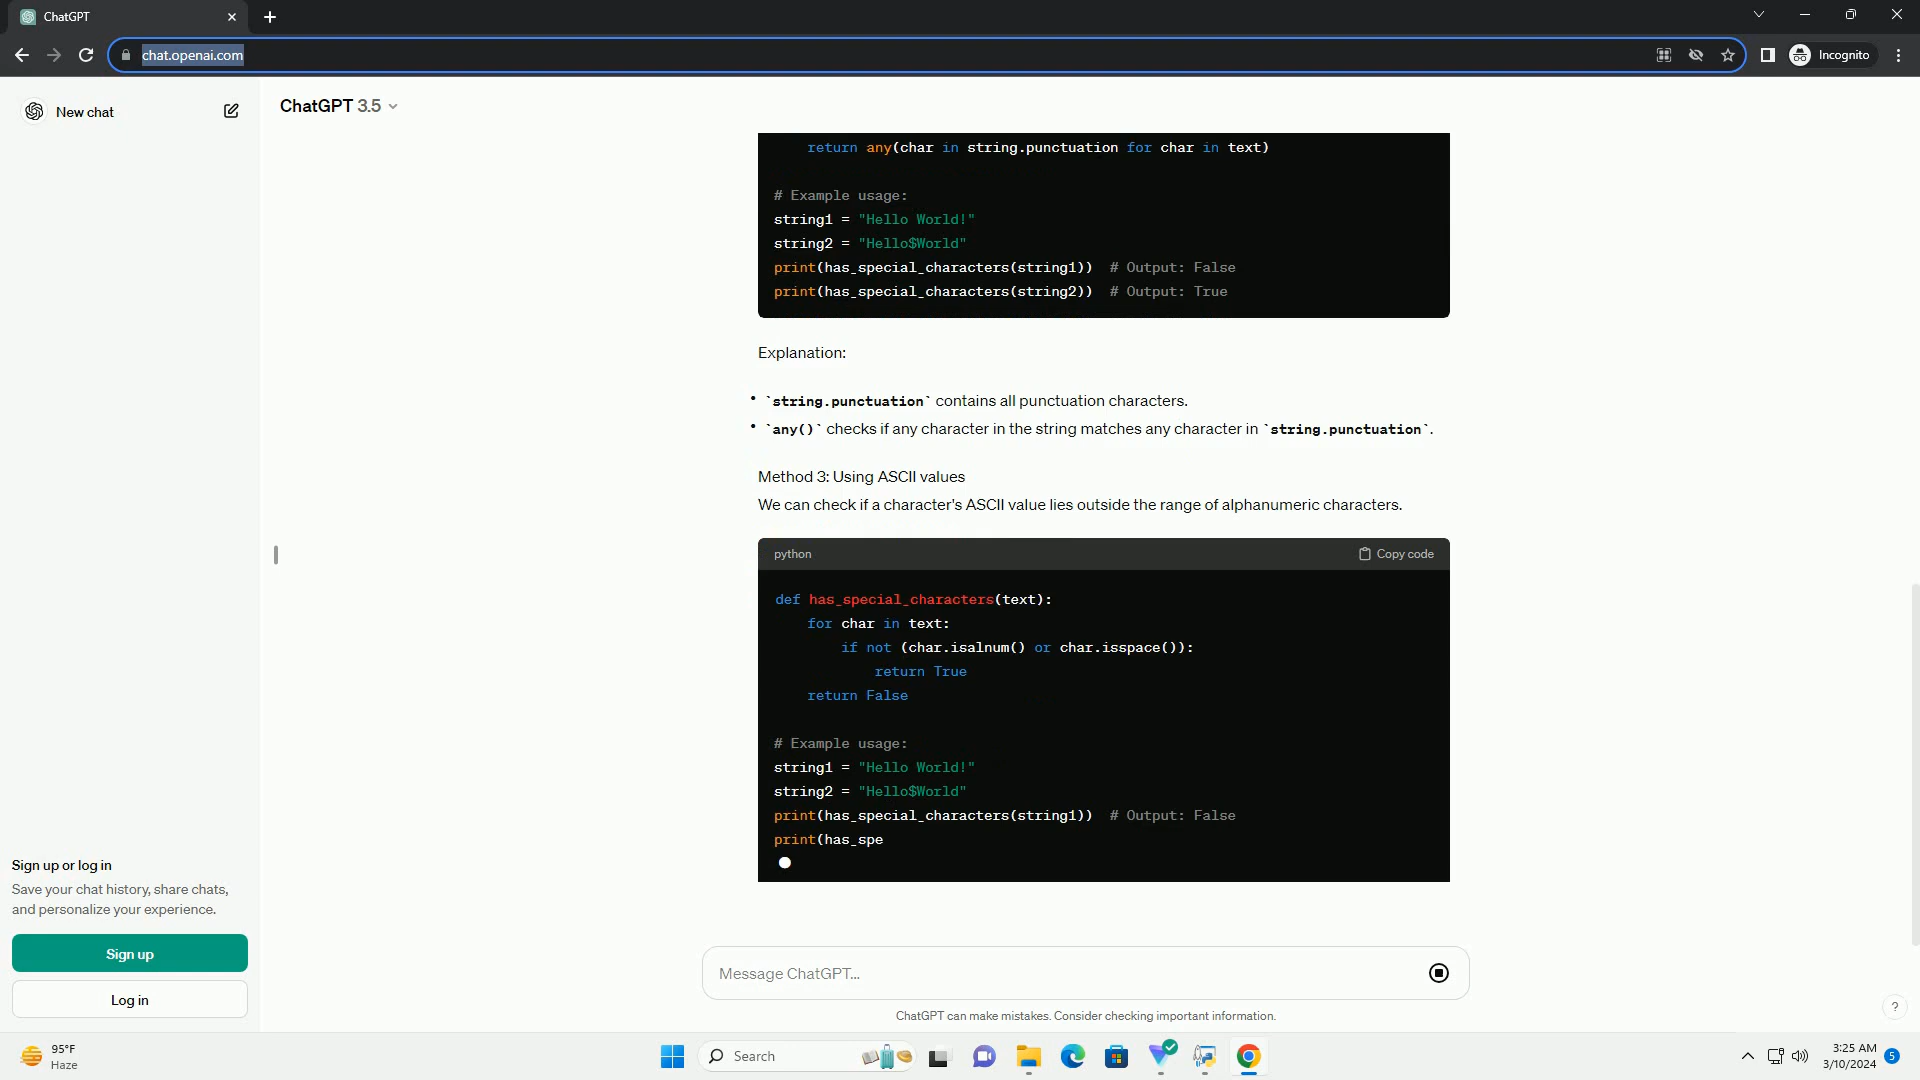 ChatGPT
chat.openai.com
Incognito
New chat
ChatGPT 3.5
return any(char in string.punctuation for char in text)
# Example usage:
string1 = "Hello World!"
string2 = "Hello$World"
print(has_special_characters(string1))  # Output: False
print(has_special_characters(string2))  # Output: True
Explanation:
• `string.punctuation` contains all punctuation characters.
• `any()` checks if any character in the string matches any character in `string.punctuation`.
Method 3: Using ASCII values
We can check if a character's ASCII value lies outside the range of alphanumeric characters.
python
Copy code
def has_special_characters(text):
    for char in text:
        if not (char.isalnum() or char.isspace()):
            return True
    return False
# Example usage:
string1 = "Hello World!"
string2 = "Hello$World"
print(has_special_characters(string1))  # Output: False
print(has_spe
Sign up or log in
Save your chat history, share chats,
and personalize your experience.
Sign up
Log in
Message ChatGPT...
ChatGPT can make mistakes. Consider checking important information.
?
95°F
Haze
Search
3:25 AM
3/10/2024
5